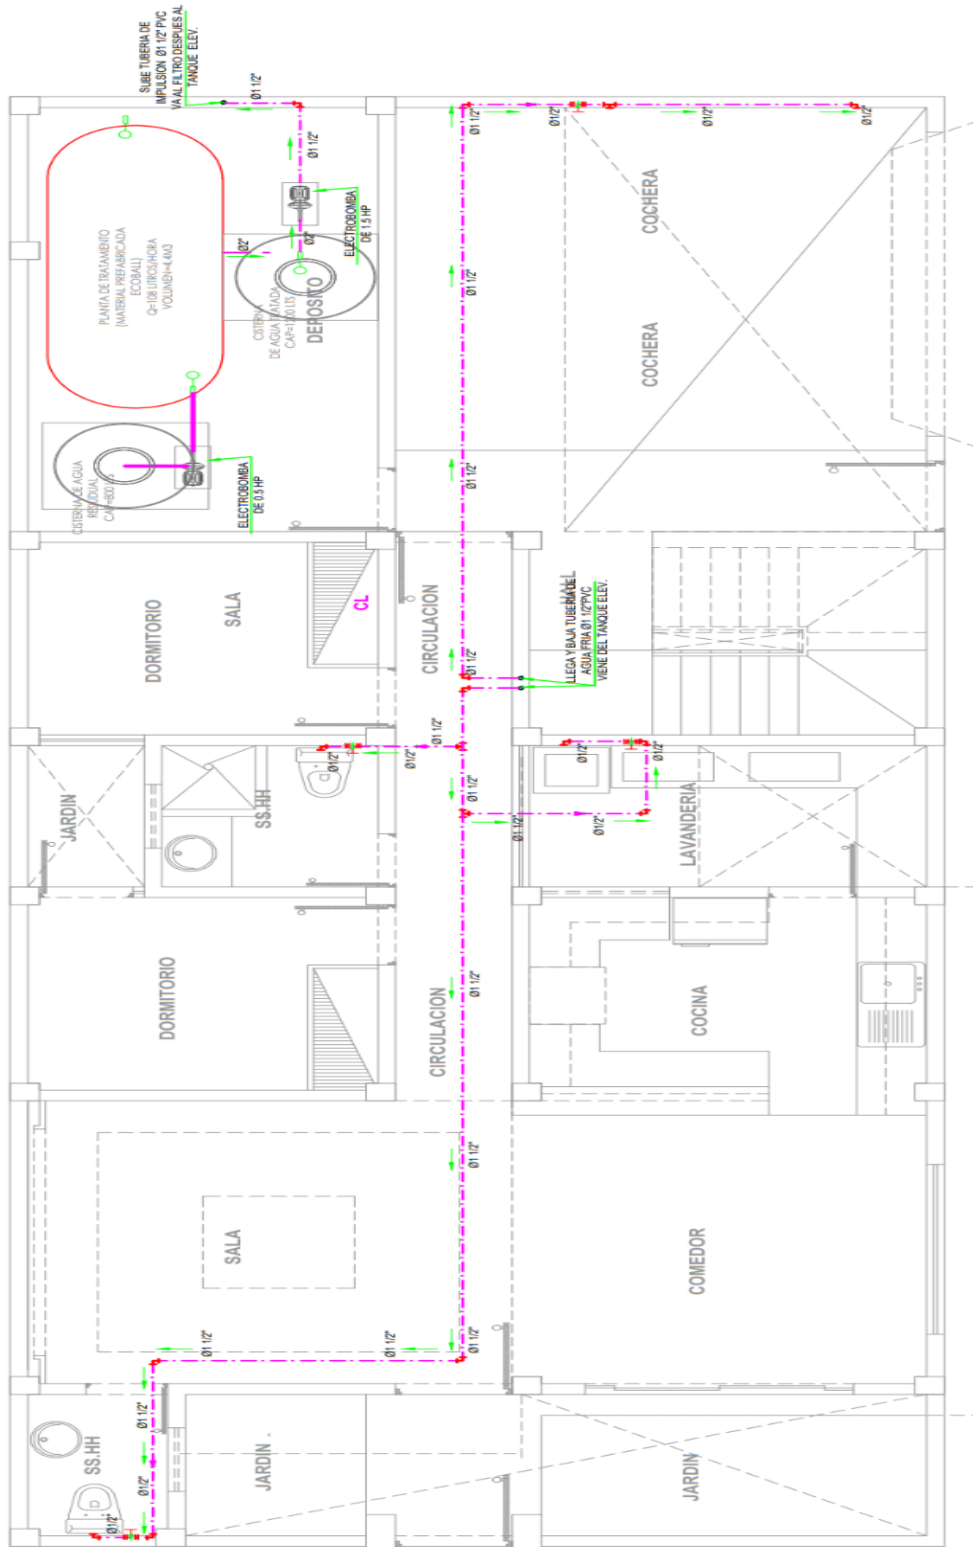 SUBE TUBERIA DE
IMPULSION Ø1 1/2" PVC
VA AL FILTRO DESPUES AL
TANQUE ELEV.
Ø1 1/2"
Ø1 1/2"
Ø1/2"
Ø1/2"
Ø1/2"
PLANTA DE TRATAMIENTO
(MATERIAL PREFABRICADA
ECOBALL)
Q=108 LITROS/HORA
VOLUMEN=4.4M3
Ø1 1/2"
Ø2"
Ø2"
ELECTROBOMBA
DE 1.5 HP
CISTERNA
DE AGUA TRATADA
CAP=1200 LTS
DEPOSITO
COCHERA
COCHERA
Ø1 1/2"
Ø1 1/2"
CISTERNA DE AGUA
RESIDUAL
ELECTROBOMBA
DE 0.5 HP
DORMITORIO
SALA
CL
CIRCULACION
Ø1 1/2"
HALL
LLEGA Y BAJA TUBERIA DEL
AGUA FRIA Ø1 1/2"PVC
VIENE DEL TANQUE ELEV.
JARDIN
SS.HH
Ø1/2"
Ø1/2"
Ø1 1/2"
Ø1 1/2"
Ø1 1/2"
Ø1/2"
Ø1/2"
Ø1/2"
LAVANDERIA
DORMITORIO
CIRCULACION
Ø1 1/2"
COCINA
SALA
Ø1 1/2"
COMEDOR
Ø1 1/2"
Ø1 1/2"
Ø1 1/2"
SS.HH
Ø1 1/2"
Ø1/2"
Ø1/2"
JARDIN
JARDIN